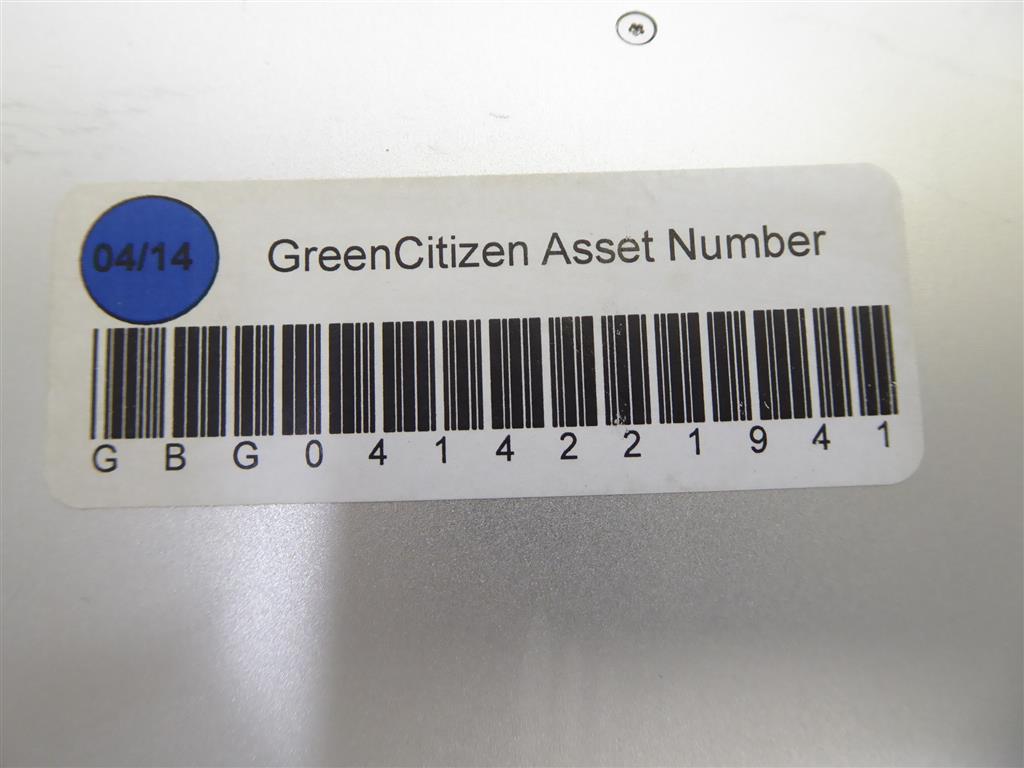 04/14
GreenCitizen Asset Number
G B G 0 4 1 4 2 2 1 9 4 1